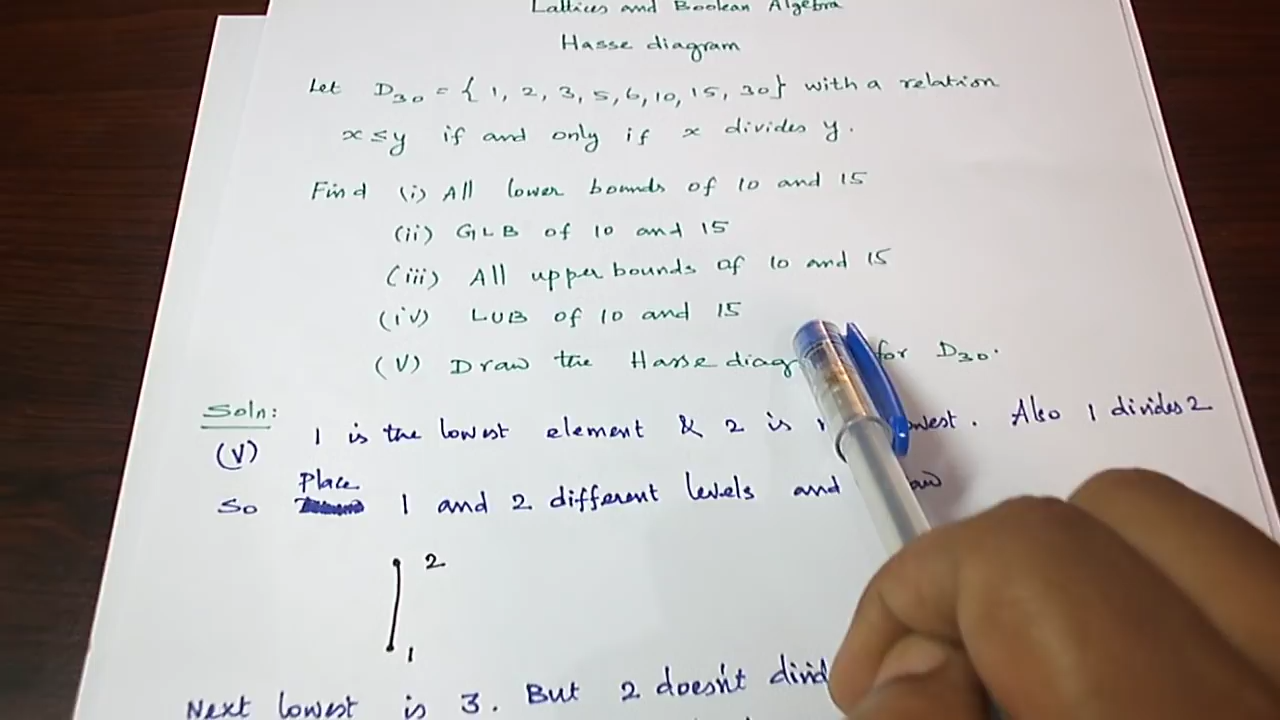 Lattices and Boolean Algebra
Hasse diagram
Let D30 = { 1, 2, 3, 5, 6, 10, 15, 30} with a relation
x ≤ y if and only if x divides y.
Find (i) All lower bounds of 10 and 15
(ii) GLB of 10 and 15
(iii) All upper bounds of 10 and 15
(iv) LUB of 10 and 15
(V) Draw the Hasse for D30.
Soln:
(V) 1 is the lowest element & 2 is . Also 1 divides 2
Place
So 1 and 2 different levels and
2
1
Next lowest is 3. But 2 doesn't